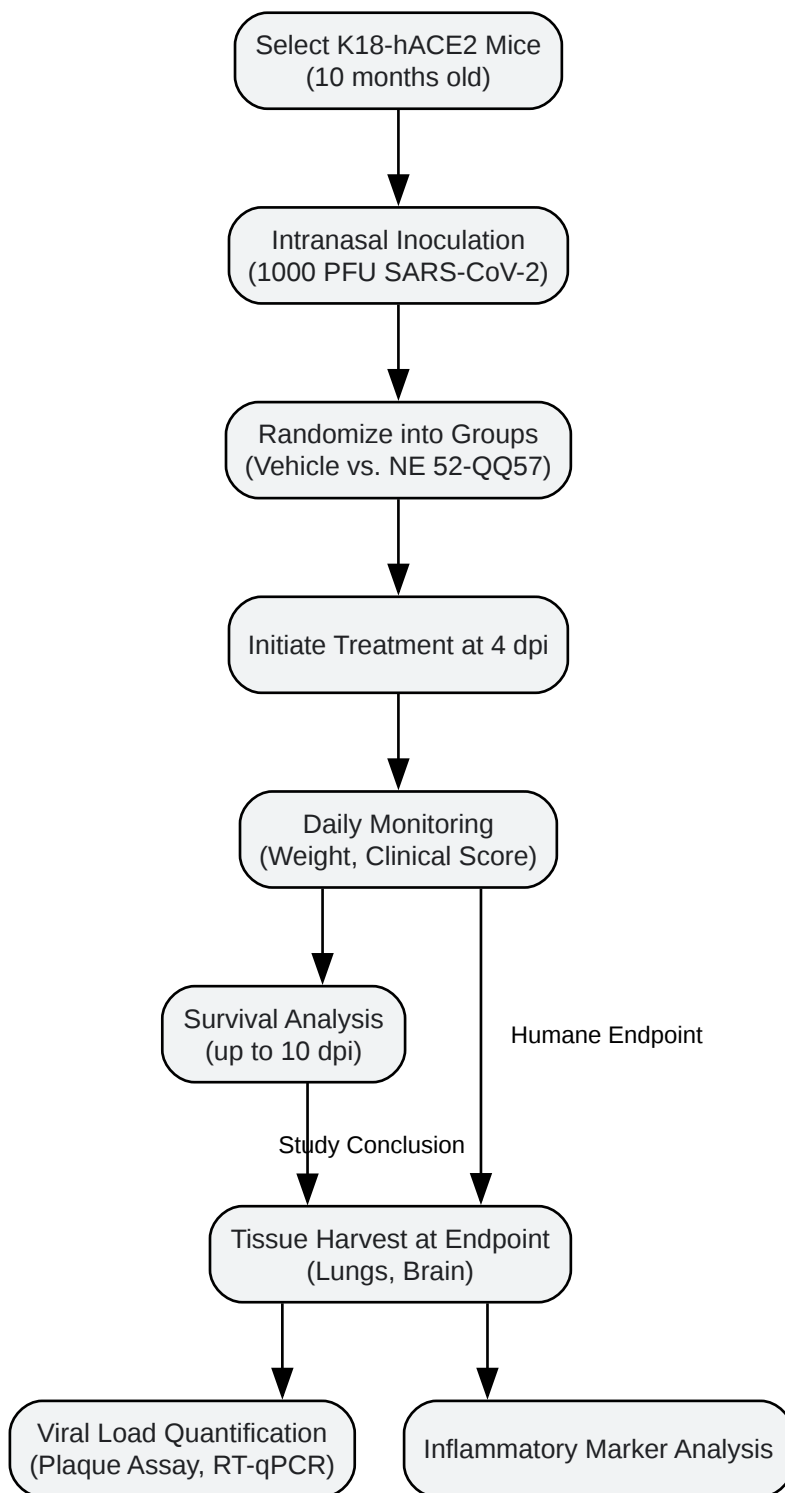 Select K18-hACE2 Mice
(10 months old)
Intranasal Inoculation
(1000 PFU SARS-CoV-2)
Randomize into Groups
(Vehicle vs. NE 52-QQ57)
Initiate Treatment at 4 dpi
Daily Monitoring
(Weight, Clinical Score)
Survival Analysis
(up to 10 dpi)
Humane Endpoint
Study Conclusion
Tissue Harvest at Endpoint
(Lungs, Brain)
Viral Load Quantification
(Plaque Assay, RT-qPCR)
Inflammatory Marker Analysis